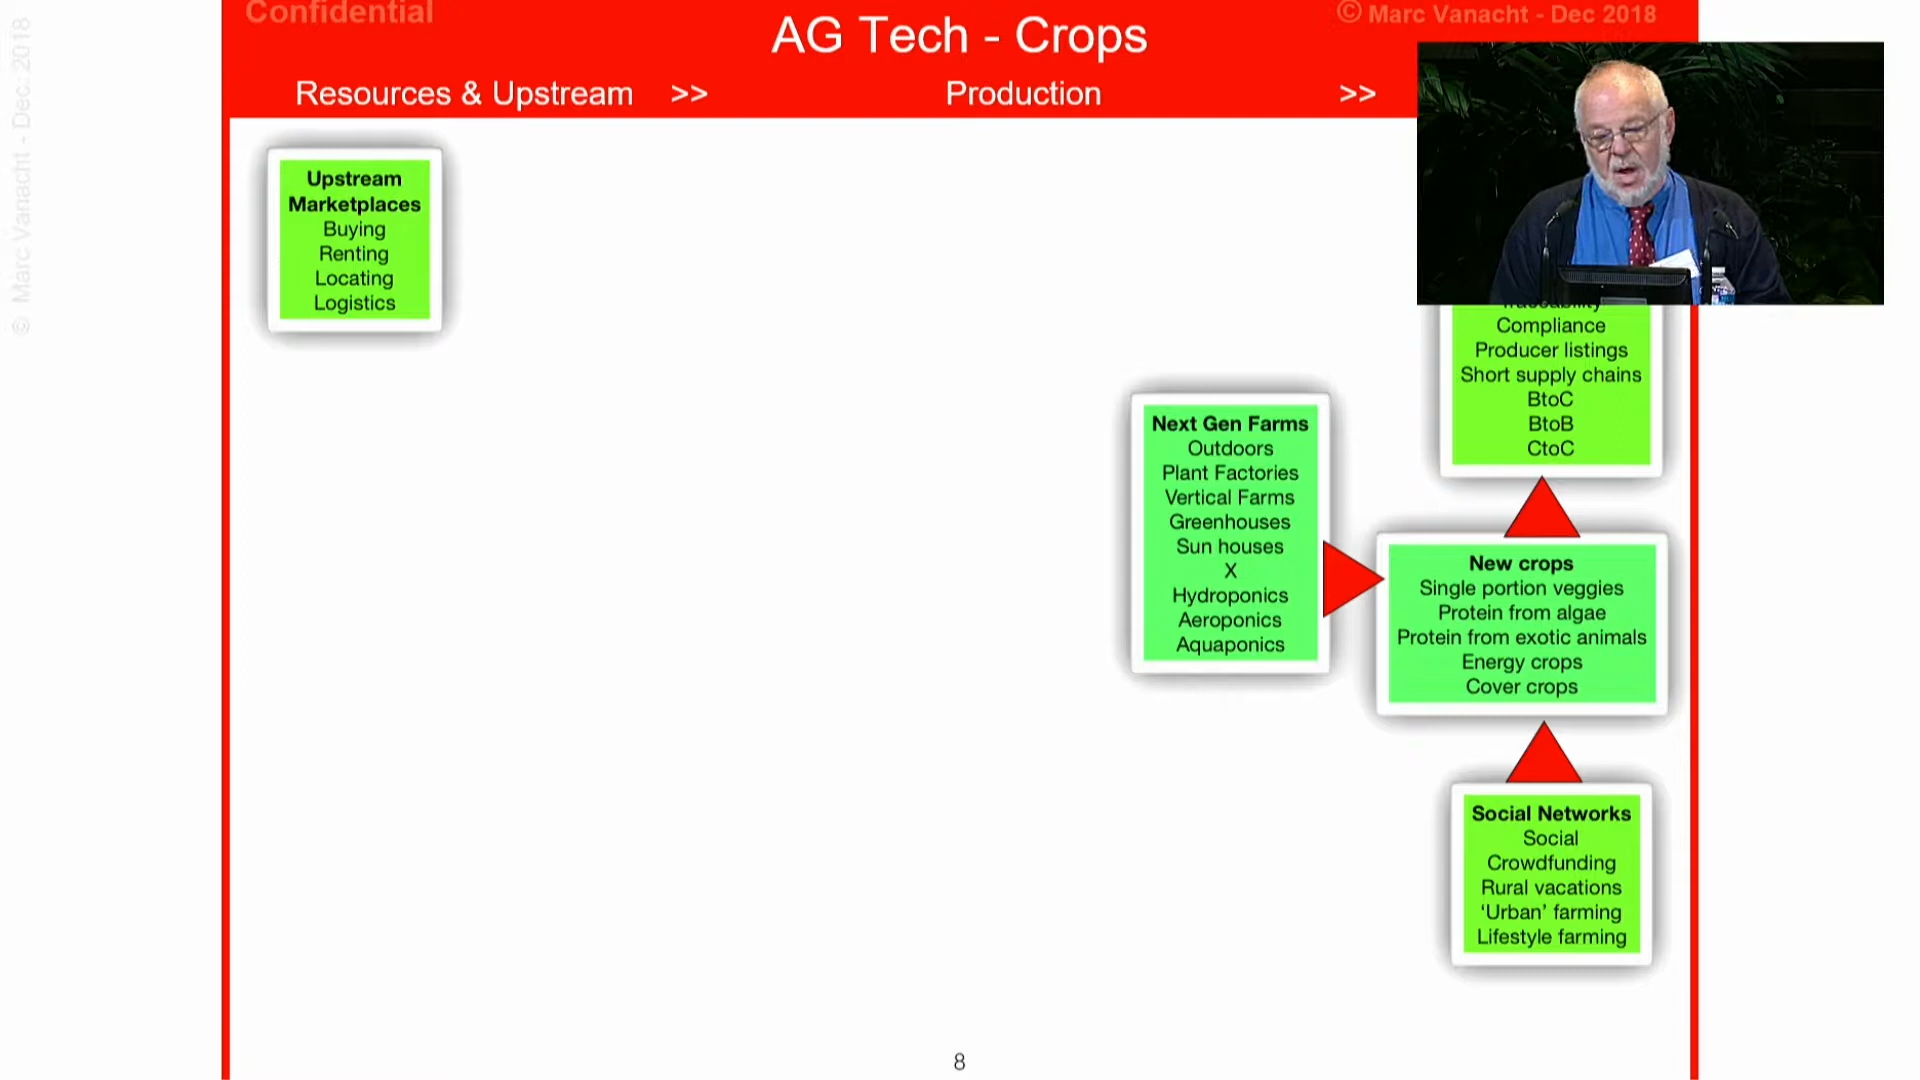 Confidential
© Marc Vanacht - Dec 2018
AG Tech - Crops
Resources & Upstream >> Production >>
© Marc Vanacht - Dec. 2018
Upstream
Marketplaces
Buying
Renting
Locating
Logistics
Traceability
Compliance
Producer listings
Short supply chains
BtoC
BtoB
CtoC
Next Gen Farms
Outdoors
Plant Factories
Vertical Farms
Greenhouses
Sun houses
X
Hydroponics
Aeroponics
Aquaponics
New crops
Single portion veggies
Protein from algae
Protein from exotic animals
Energy crops
Cover crops
Social Networks
Social
Crowdfunding
Rural vacations
‘Urban’ farming
Lifestyle farming
8